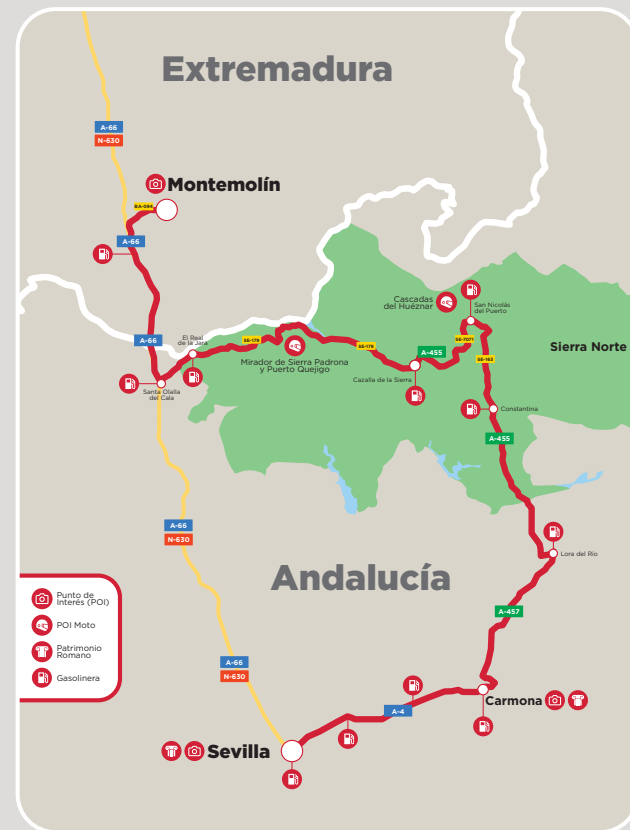 Extremadura
A-66
N-630
Montemolín
BA-094
A-66
Cascadas
del Huéznar
San Nicolás
del Puerto
A-66
El Real
de la Jara
SE-179
SE-179
A-455
SE-7071
SE-163
Sierra Norte
Mirador de Sierra Padrona
y Puerto Quejigo
Cazalla de la Sierra
Santa Olalla
del Cala
Constantina
A-455
A-66
N-630
Lora del Río
Andalucía
Punto de
Interés (POI)
POI Moto
Patrimonio
Romano
Gasolinera
A-457
A-66
N-630
Carmona
A-4
Sevilla